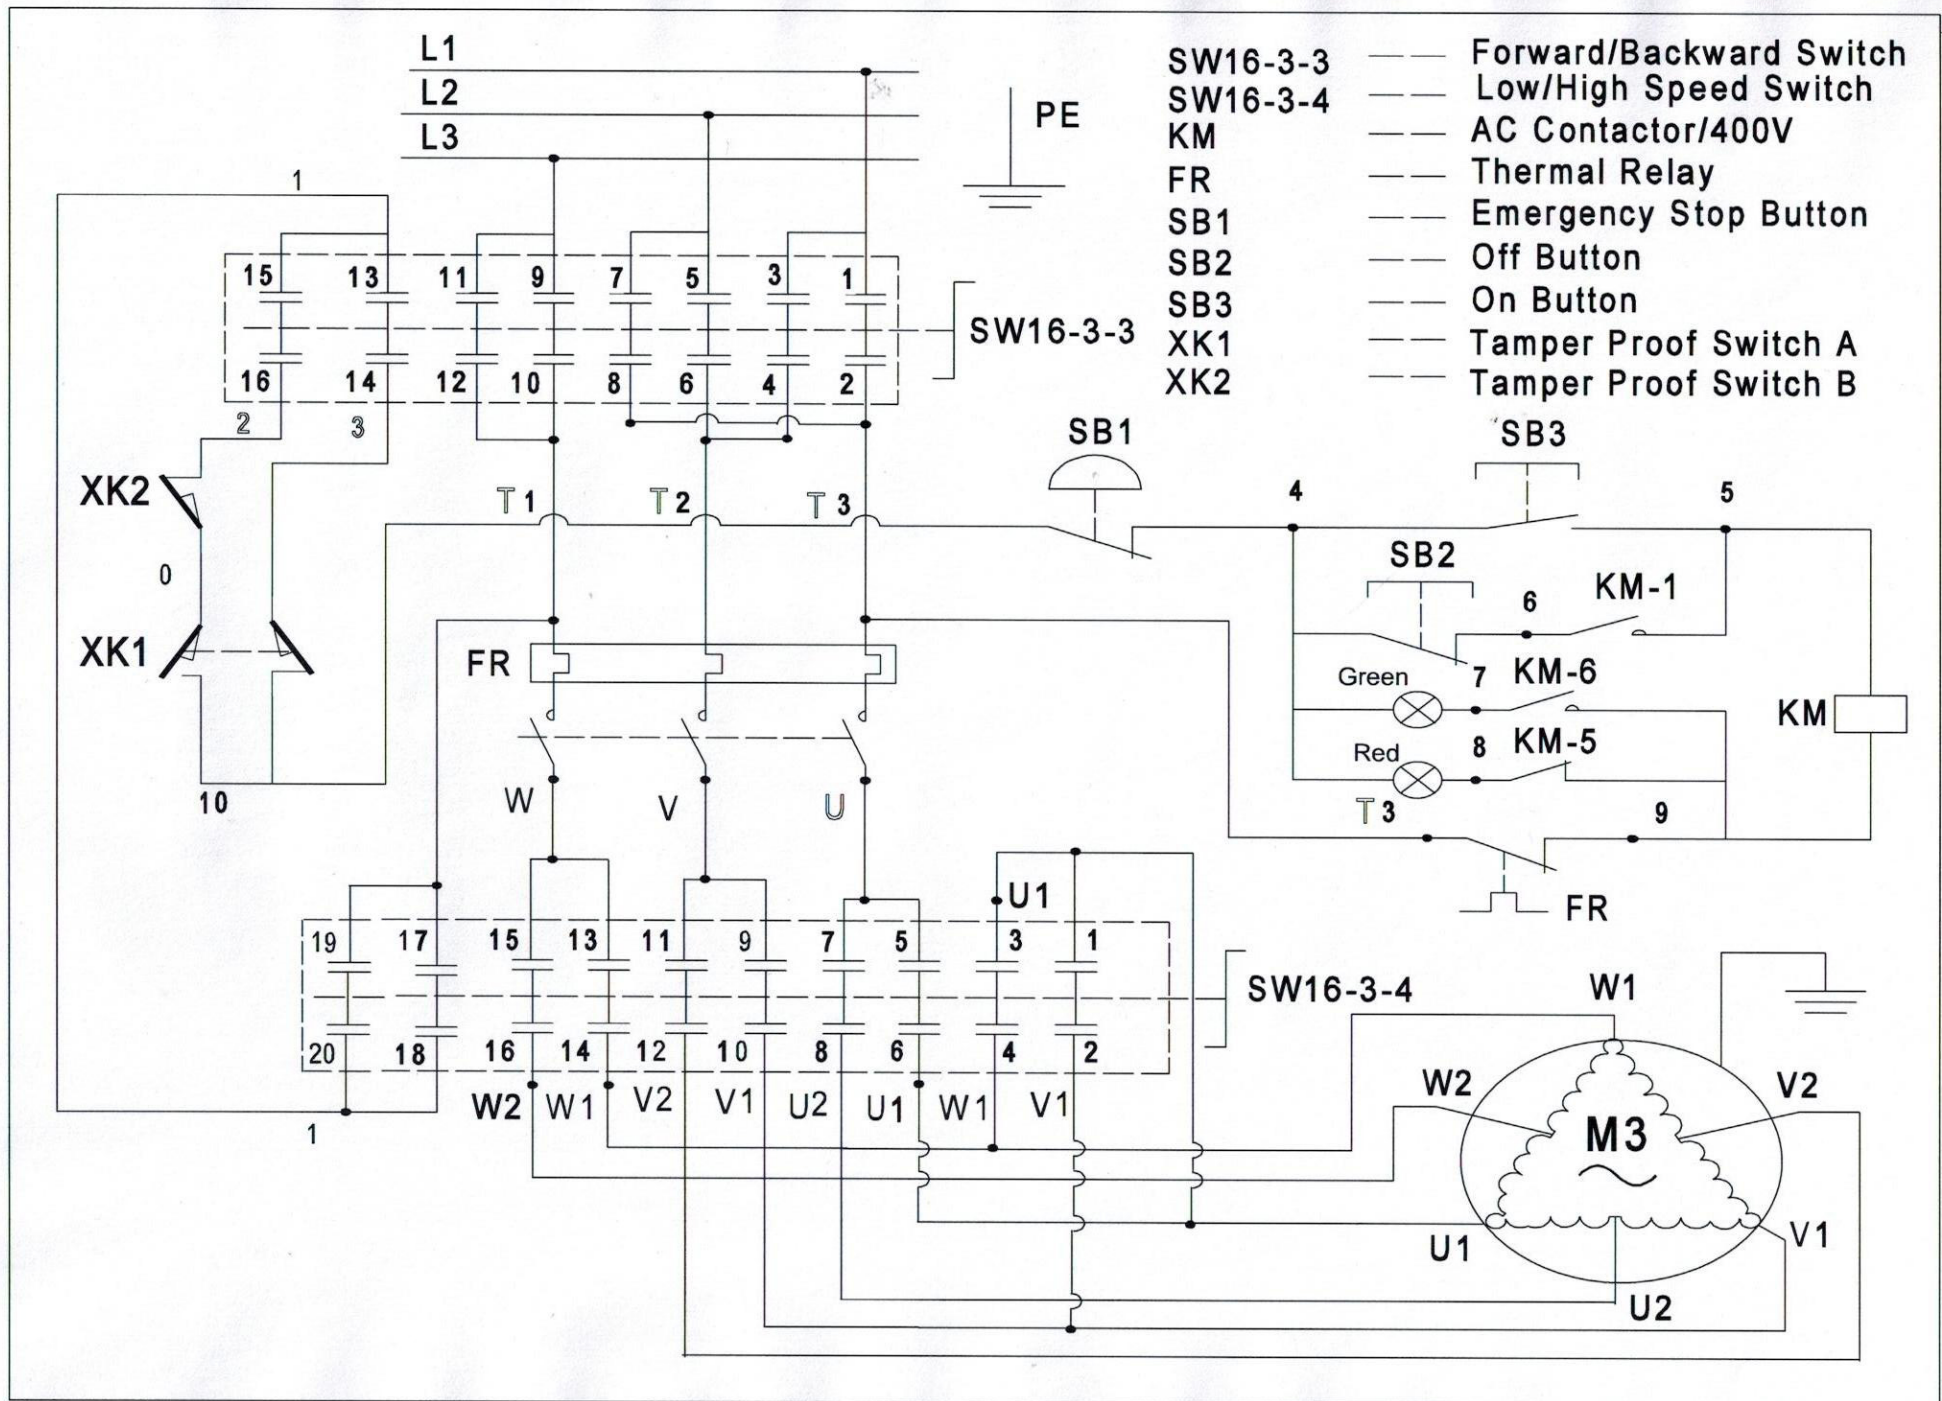 L1
L2
L3
PE
SW16-3-3 Forward/Backward Switch
SW16-3-4 Low/High Speed Switch
KM AC Contactor/400V
FR Thermal Relay
SB1 Emergency Stop Button
SB2 Off Button
SB3 On Button
XK1 Tamper Proof Switch A
XK2 Tamper Proof Switch B
1
15 13 11 9 7 5 3 1
SW16-3-3
16 14 12 10 8 6 4 2
2 3
SB1
SB3
XK2
T 1 T 2 T 3
4 5
SB2
0
6 KM-1
XK1
FR
Green 7 KM-6
KM
Red 8 KM-5
10
W V U
T 3 9
U1
FR
19 17 15 13 11 9 7 5 3 1
SW16-3-4
W1
20 18 16 14 12 10 8 6 4 2
W2 V2
1
W2 W1 V2 V1 U2 U1 W1 V1
M3
U1 V1
U2